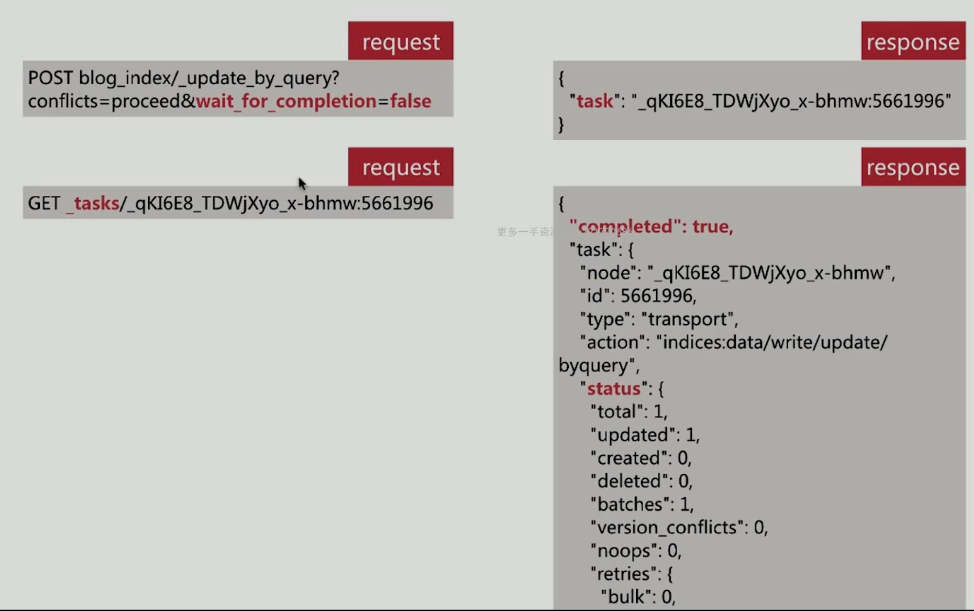 request
POST blog_index/_update_by_query?
conflicts=proceed&wait_for_completion=false
response
{
"task": "_qKI6E8_TDWjXyo_x-bhmw:5661996"
}
request
GET _tasks/_qKI6E8_TDWjXyo_x-bhmw:5661996
response
{
"completed": true,
"task": {
"node": "_qKI6E8_TDWjXyo_x-bhmw",
"id": 5661996,
"type": "transport",
"action": "indices:data/write/update/
byquery",
"status": {
"total": 1,
"updated": 1,
"created": 0,
"deleted": 0,
"batches": 1,
"version_conflicts": 0,
"noops": 0,
"retries": {
"bulk": 0,
更多一手资